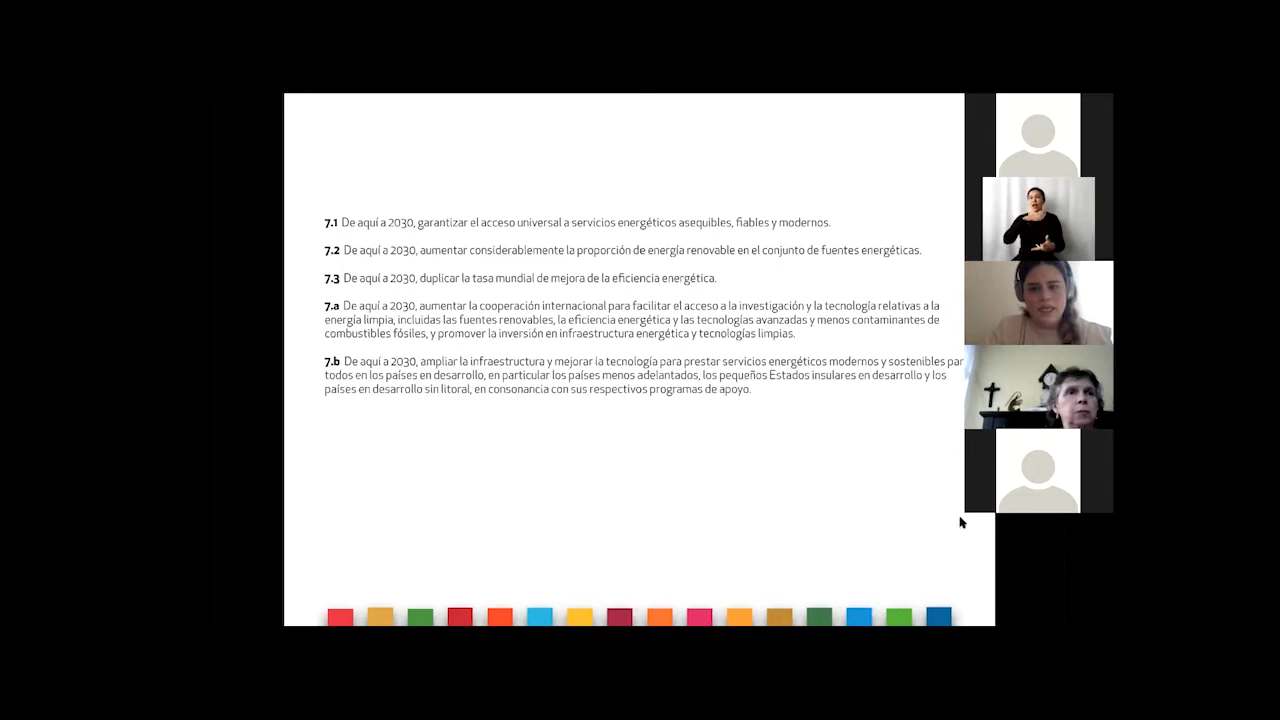 7.1 De aquí a 2030, garantizar el acceso universal a servicios energéticos asequibles, fiables y modernos.
7.2 De aquí a 2030, aumentar considerablemente la proporción de energía renovable en el conjunto de fuentes energéticas.
7.3 De aquí a 2030, duplicar la tasa mundial de mejora de la eficiencia energética.
7.a De aquí a 2030, aumentar la cooperación internacional para facilitar el acceso a la investigación y la tecnología relativas a la
energía limpia, incluidas las fuentes renovables, la eficiencia energética y las tecnologías avanzadas y menos contaminantes de
combustibles fósiles, y promover la inversión en infraestructura energética y tecnologías limpias.
7.b De aquí a 2030, ampliar la infraestructura y mejorar la tecnología para prestar servicios energéticos modernos y sostenibles par
todos en los países en desarrollo, en particular los países menos adelantados, los pequeños Estados insulares en desarrollo y los
países en desarrollo sin litoral, en consonancia con sus respectivos programas de apoyo.